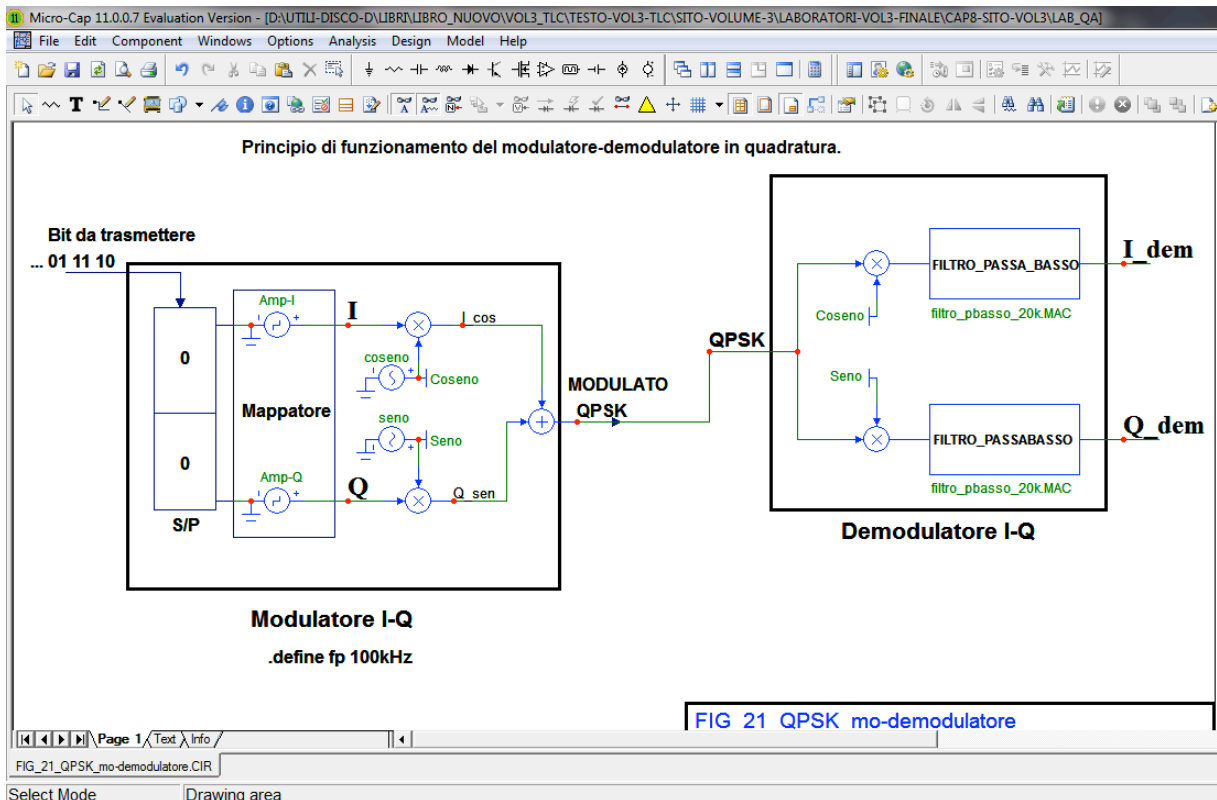 Micro-Cap 11.0.0.7 Evaluation Version - [D:\UTILI-DISCO-D\LIBRI\LIBRO_NUOVO\VOL3_TLC\TESTO-VOL3-TLC\SITO-VOLUME-3\LABORATORI-VOL3-FINALE\CAP8-SITO-VOL3\LAB_QA]
File Edit Component Windows Options Analysis Design Model Help
Principio di funzionamento del modulatore-demodulatore in quadratura.
Bit da trasmettere
... 01 11 10
0
0
S/P
Mappatore
Amp-I
I
I_cos
coseno
Coseno
seno
Seno
Amp-Q
Q
Q_sen
MODULATO
QPSK
Modulatore I-Q
.define fp 100kHz
QPSK
Coseno
FILTRO_PASSA_BASSO
filtro_pbasso_20k.MAC
I_dem
Seno
FILTRO_PASSABASSO
filtro_pbasso_20k.MAC
Q_dem
Demodulatore I-Q
FIG_21_QPSK_mo-demodulatore
Page 1 Text Info
FIG_21_QPSK_mo-demodulatore.CIR
Select Mode Drawing area